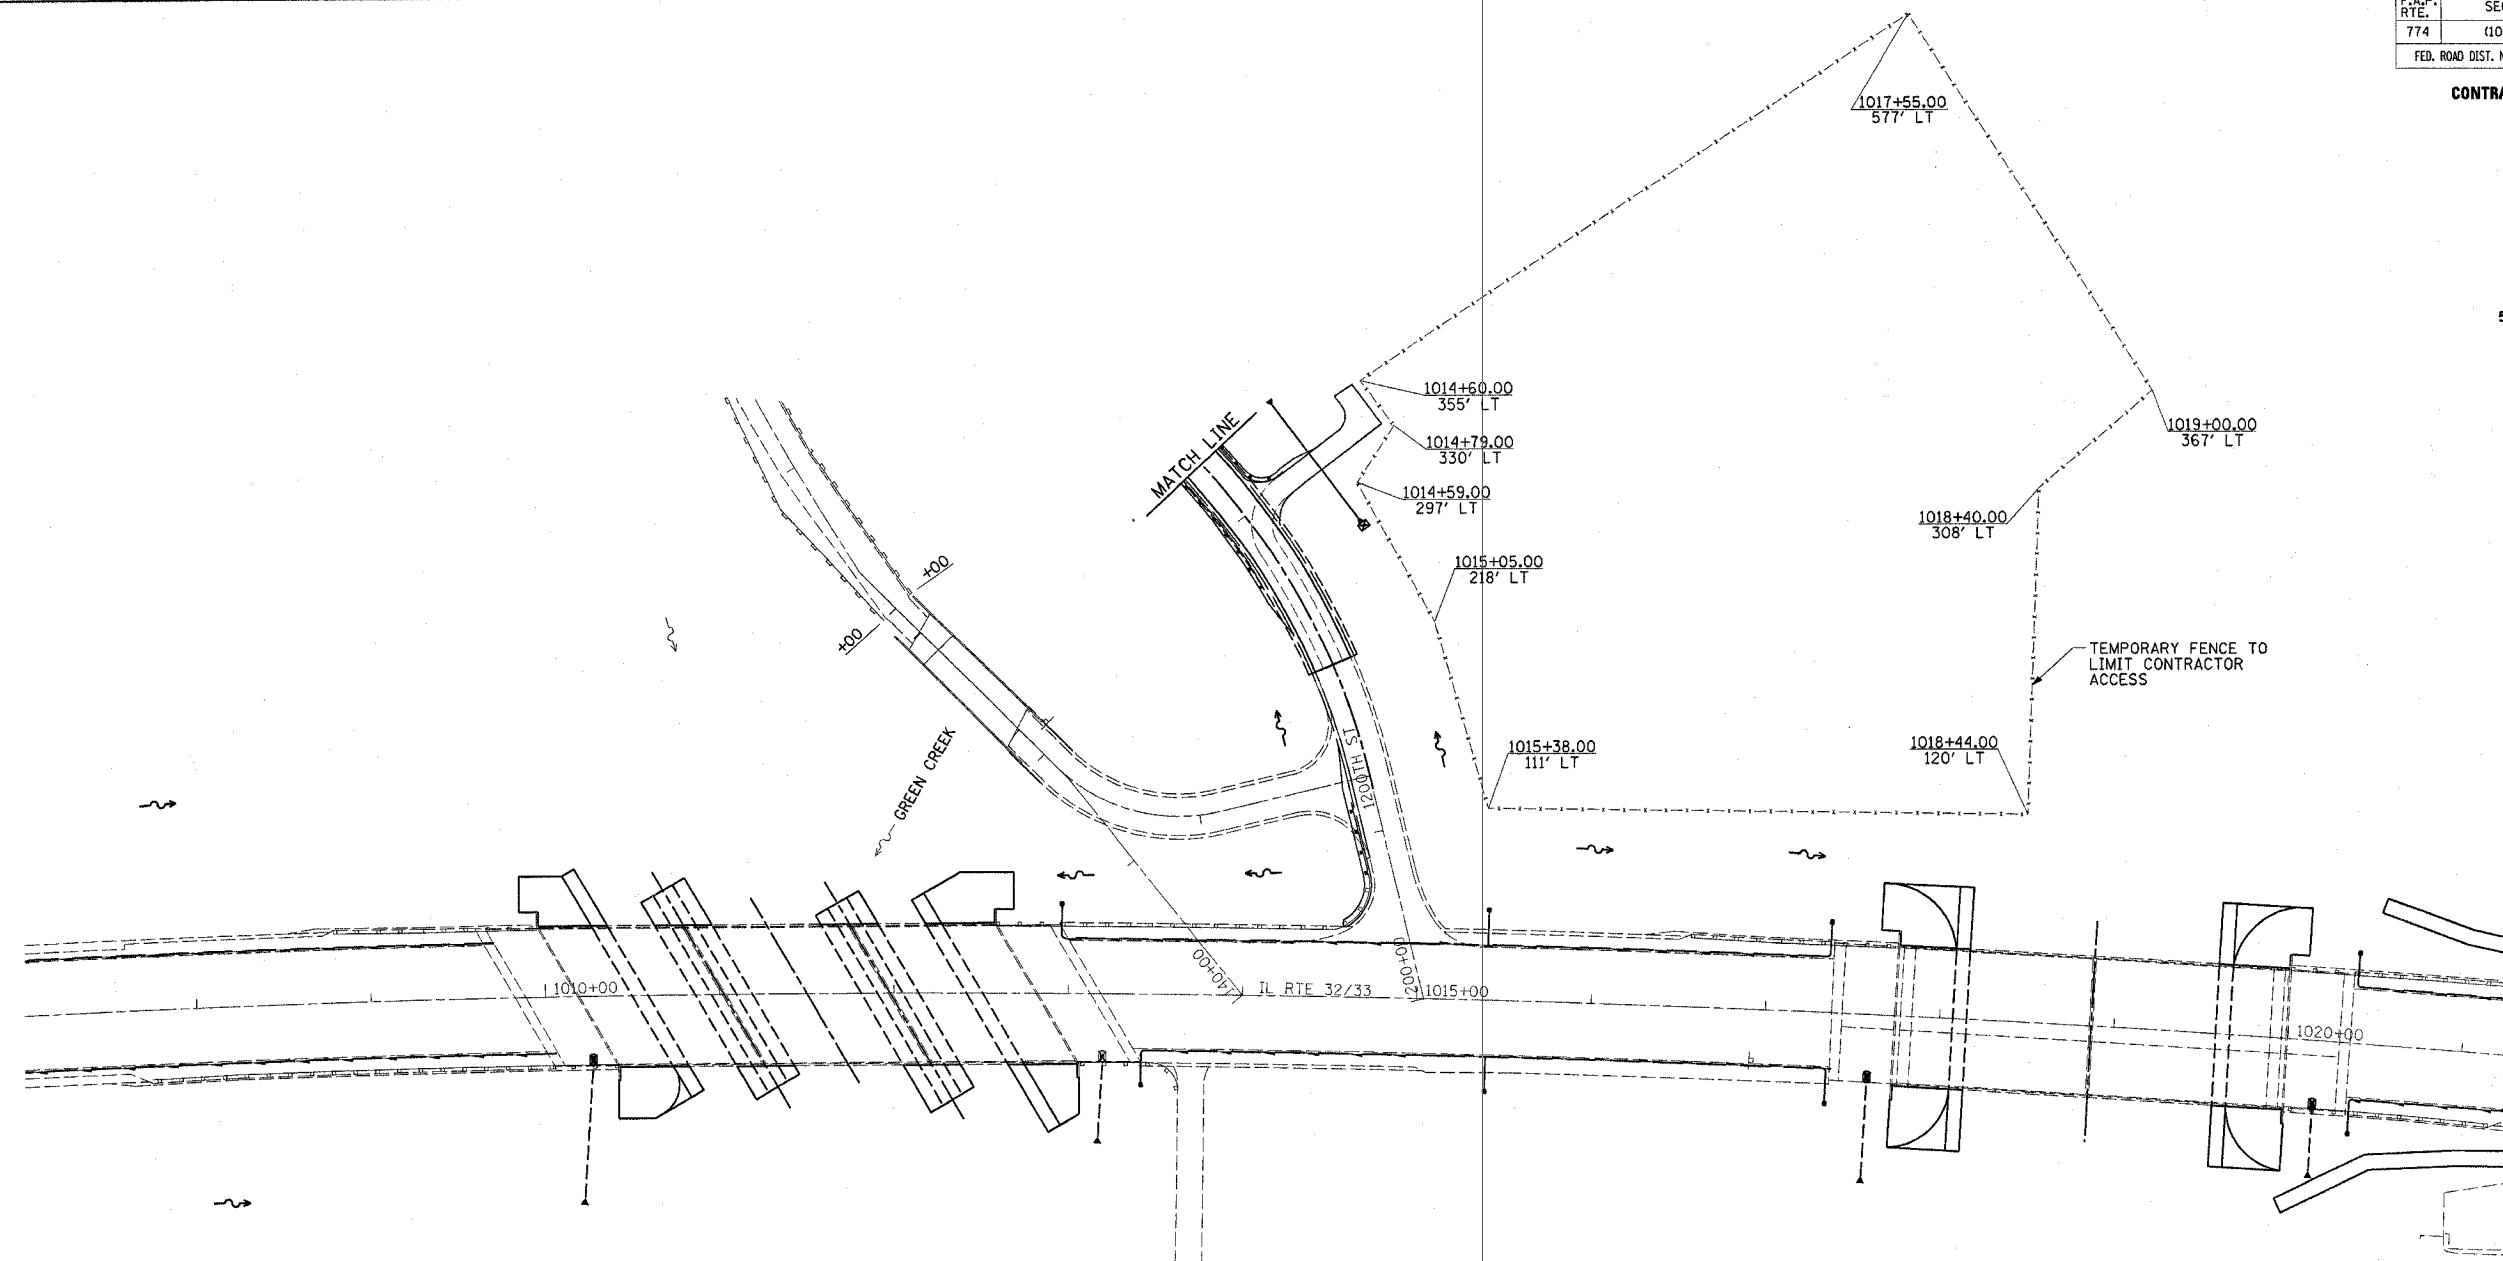 F.A.P.
RTE.
774
(10
FED. ROAD DIST. N
CONTRA
1017+55.00
577' LT
1014+60.00
355' LT
1014+79.00
330' LT
1014+59.00
297' LT
1019+00.00
367' LT
1018+40.00
308' LT
1015+05.00
218' LT
MATCH LINE
+00
+00
TEMPORARY FENCE TO
LIMIT CONTRACTOR
ACCESS
GREEN CREEK
1200TH ST
1015+38.00
111' LT
1018+44.00
120' LT
1010+00
140+00
IL RTE 32/33
200+00
1015+00
1020+00